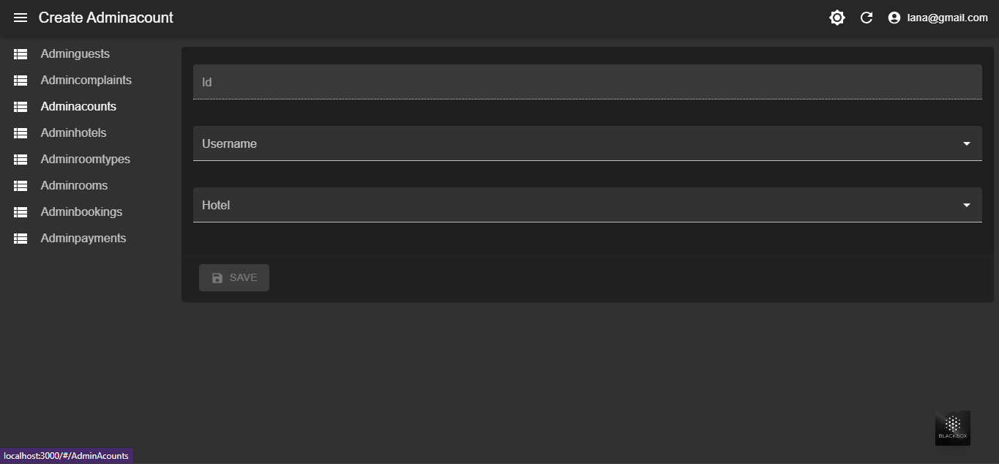 Create Adminacount
lana@gmail.com
Adminguests
Admincomplaints
Adminacounts
Adminhotels
Adminroomtypes
Adminrooms
Adminbookings
Adminpayments
Id
Username
Hotel
SAVE
BLACKBOX
localhost:3000/#/AdminAcounts